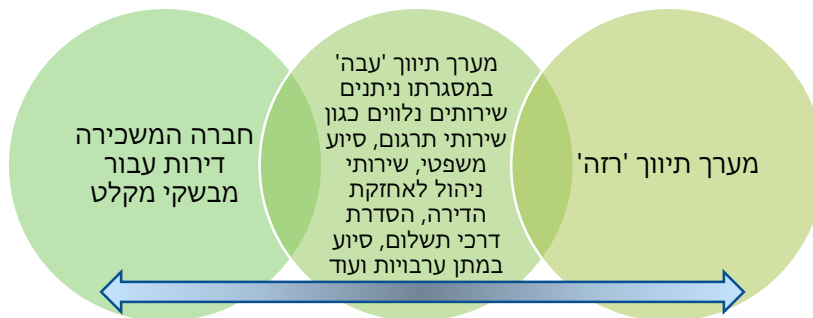 מערך תיווך 'רזה'
מערך תיווך 'עבה'
במסגרתו ניתנים
שירותים נלווים כגון
שירותי תרגום, סיוע
משפטי, שירותי
ניהול לאחזקת
הדירה, הסדרת
דרכי תשלום, סיוע
במתן ערבויות ועוד
חברה המשכירה
דירות עבור
מבשקי מקלט